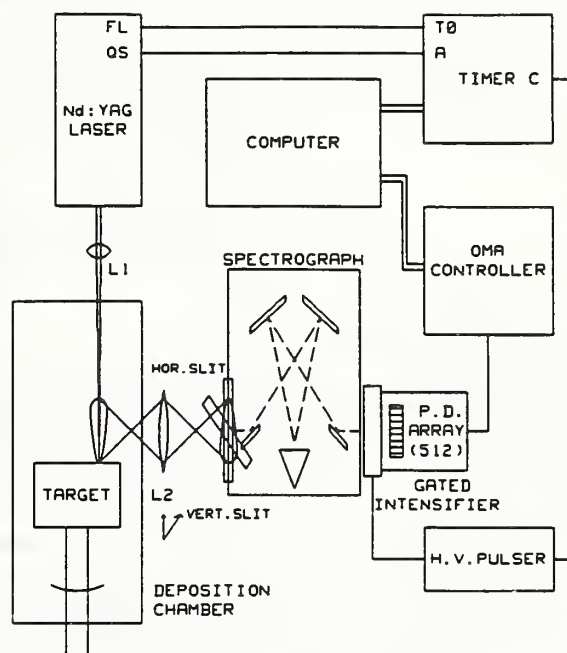 FL
T0
QS
A
TIMER C
Nd:YAG
LASER
COMPUTER
L1
SPECTROGRAPH
OMA
CONTROLLER
HOR.SLIT
P.D.
ARRAY
(512)
TARGET
L2
GATED
INTENSIFIER
VERT.SLIT
H.V.PULSER
DEPOSITION
CHAMBER